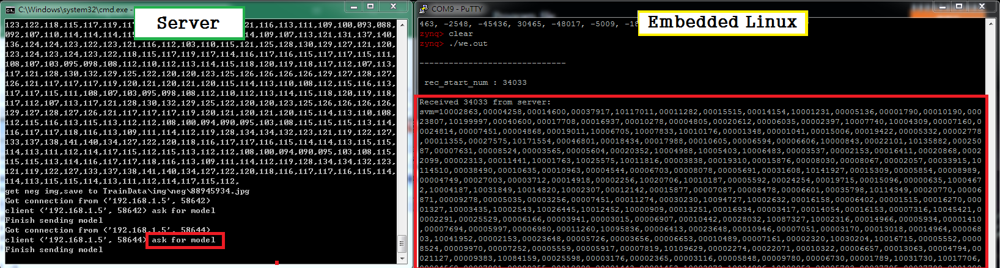 C:\Windows\system32\cmd.exe -
Server
123,122,118,115,117,119,11
21,116,113,111,109,100,093,088,
092,107,110,114,114,114,11
14,109,107,113,121,131,137,140,
136,124,124,123,122,123,121,116,112,103,110,115,121,125,128,130,129,127,121,120,
123,124,123,124,123,122,118,115,117,119,117,114,116,117,116,115,117,117,115,111,
108,107,103,095,098,108,112,110,112,113,114,115,118,120,119,118,117,112,107,113,
117,121,128,130,132,129,125,122,120,120,123,125,126,126,126,126,129,127,128,127,
126,121,117,117,117,119,120,121,120,121,120,115,114,113,110,108,112,115,116,113,
117,117,115,111,108,107,103,095,098,108,112,110,112,113,114,115,118,120,119,118,
117,112,107,113,117,121,128,130,132,129,125,122,120,120,123,125,126,126,126,126,
129,127,128,127,126,121,117,117,117,119,120,121,120,121,120,115,114,113,110,108,
112,115,116,113,115,113,112,112,108,100,094,090,095,103,108,115,115,115,113,114,
116,117,117,118,116,113,109,111,114,112,119,128,134,134,132,123,121,119,122,127,
133,137,138,141,140,134,127,122,120,118,116,117,117,116,115,114,114,113,115,115,
114,113,111,112,114,117,115,112,115,113,112,112,108,100,094,090,095,103,108,115,
115,115,113,114,116,117,117,118,116,113,109,111,114,112,119,128,134,134,132,123,
121,119,122,127,133,137,138,141,140,134,127,122,120,118,116,117,117,116,115,114,
114,113,115,115,114,113,111,112,114,117,115,112,
get neg img,save to TrainData\img\neg\88945934.jpg
Got connection from ('192.168.1.5', 58642)
client ('192.168.1.5', 58642) ask for model
Finish sending model
Got connection from ('192.168.1.5', 58644)
client ('192.168.1.5', 58644) ask for model
Finish sending model
COM9 - PuTTY
Embedded Linux
463, -2548, -45436, 30465, -48017, -5009,
zynq> clear
zynq> ./we.out
------------------------------
rec_start_num : 34033
Received 34033 from server:
svm=10002863,00004258,00014600,00037917,10117011,00011282,00015515,00014154,10001231,00005136,00001790,00010190,000
23807,10199997,00040600,00017708,00016937,00010278,00004805,00020612,00006035,00002397,10007740,10004309,00007160,0
0024814,00007451,00004868,00019011,10006705,10007833,10010176,00001348,00001041,00015006,00019422,00005332,00002778
,00011355,00027575,10171554,00046801,00018434,00017988,00010605,00006594,00006606,10000843,00022101,10135882,000250
87,00007631,00008524,00003565,00005604,00020352,10004988,10005403,10006483,00003537,00002153,00016411,00020868,0002
2099,00002313,00011441,10001763,10025575,10011816,00003838,00019310,00015876,00008030,00008067,00002057,00033915,10
114510,00038490,00010635,00010963,00004544,00006703,00008078,00005691,00031608,10141927,00015309,00005854,00008989,
00004749,00027003,00003712,00014918,00002256,10020706,10010187,00005592,00024254,00019715,00015096,00000635,1000467
2,10004187,10031849,10014820,10002307,10012142,00015877,00007087,00008478,00006601,00035798,10114349,00020770,00006
871,00009278,00005035,00003256,00007451,00011274,00030230,10094727,10002632,00016158,00006402,00001515,00016270,000
01327,10003435,10002543,10026445,10012452,10000909,00013251,00016934,00003417,00014054,00016153,00007316,10045421,0
0002291,00025529,00006166,00003941,00003015,00006907,00010442,00028032,10087327,10002316,00014966,00005934,00001410
,00007694,00005997,00006980,00011260,10095836,00006413,00023648,00010946,00007051,00003170,00013018,00014964,000068
03,10041952,00002153,00023648,00005726,00003656,00006653,00010489,00007161,00002320,10030204,10016715,00005552,0000
8524,00009970,00007252,00005559,00005917,00007819,10109629,00002274,00022071,00010322,00006657,00013063,00004794,00
021127,00009383,10084159,00025598,00003176,00002365,00003116,00005848,00009780,00006730,00001789,10031730,10017706,